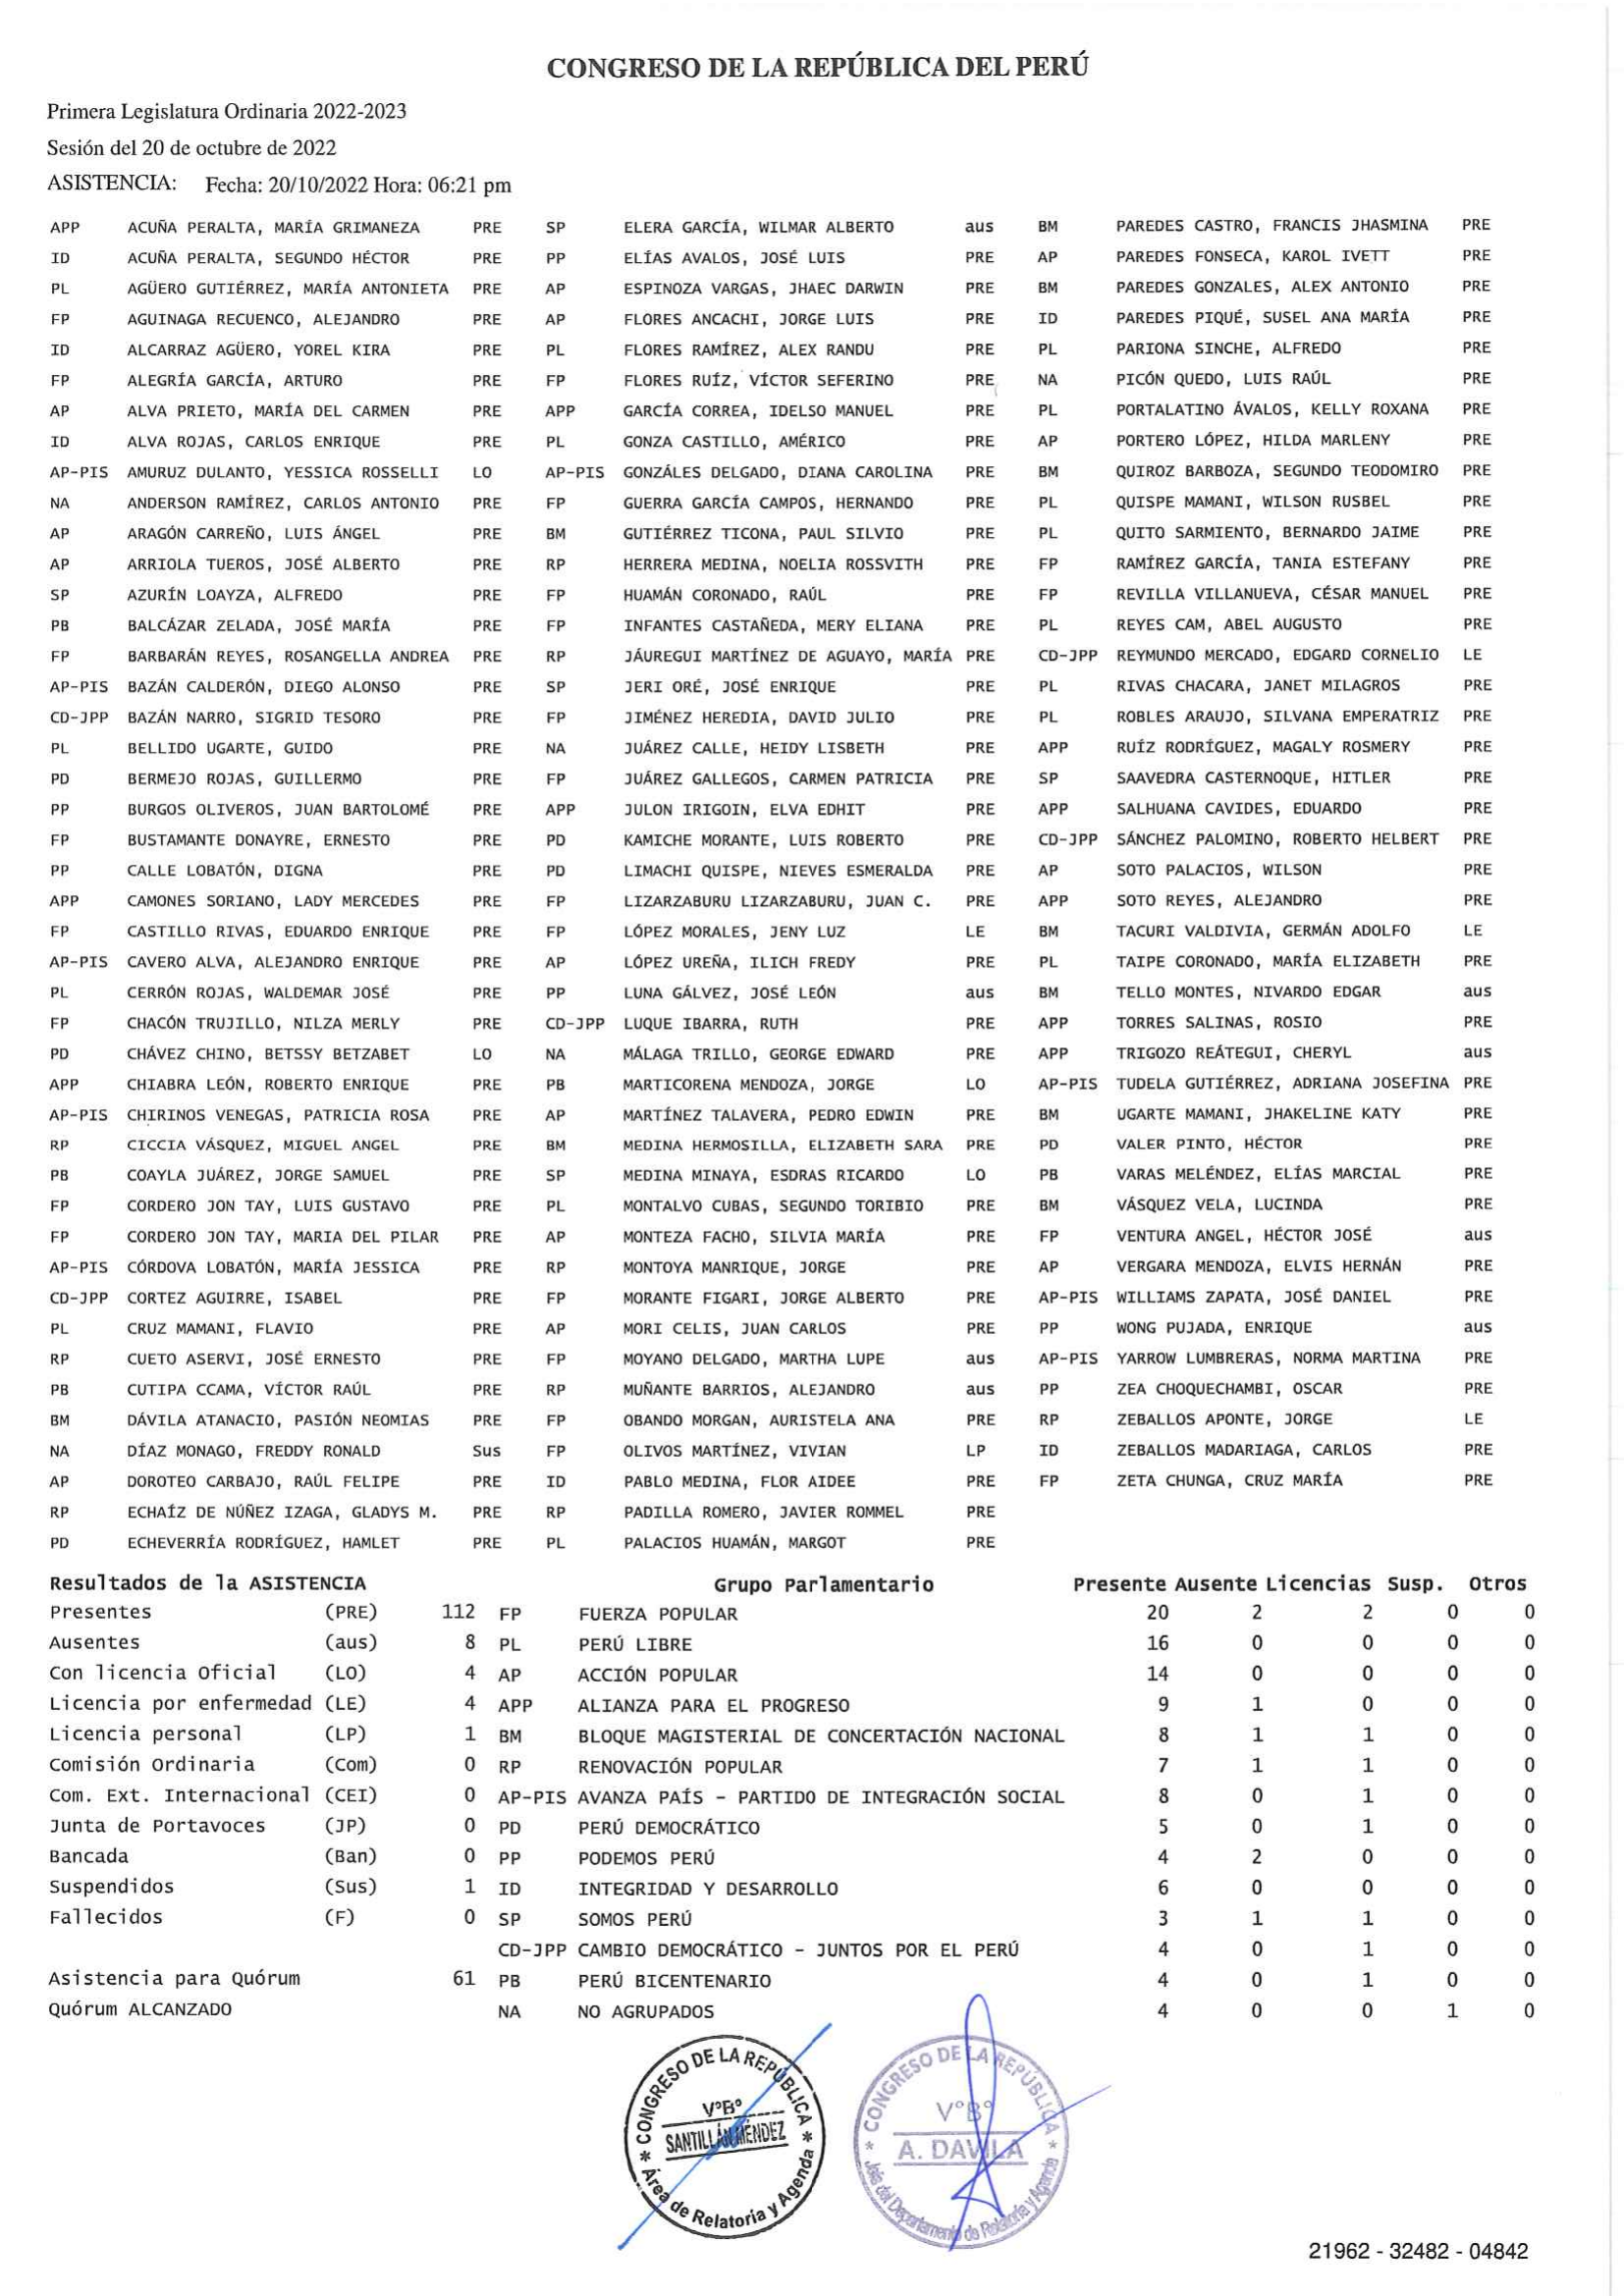 CONGRESO DE LA REPÚBLICA DEL PERÚ
Primera Legislatura Ordinaria 2022-2023
Sesión del 20 de octubre de 2022
ASISTENCIA: Fecha: 20/10/2022 Hora: 06:21 pm
APP ACUÑA PERALTA, MARÍA GRIMANEZA PRE SP ELERA GARCÍA, WILMAR ALBERTO aus BM PAREDES CASTRO, FRANCIS JHASMINA PRE
ID ACUÑA PERALTA, SEGUNDO HÉCTOR PRE PP ELÍAS AVALOS, JOSÉ LUIS PRE AP PAREDES FONSECA, KAROL IVETT PRE
PL AGÜERO GUTIÉRREZ, MARÍA ANTONIETA PRE AP ESPINOZA VARGAS, JHAEC DARWIN PRE BM PAREDES GONZALES, ALEX ANTONIO PRE
FP AGUINAGA RECUENCO, ALEJANDRO PRE AP FLORES ANCACHI, JORGE LUIS PRE ID PAREDES PIQUÉ, SUSEL ANA MARÍA PRE
ID ALCARRAZ AGÜERO, YOREL KIRA PRE PL FLORES RAMÍREZ, ALEX RANDU PRE PL PARIONA SINCHE, ALFREDO PRE
FP ALEGRÍA GARCÍA, ARTURO PRE FP FLORES RUÍZ, VÍCTOR SEFERINO PRE NA PICÓN QUEDO, LUIS RAÚL PRE
AP ALVA PRIETO, MARÍA DEL CARMEN PRE APP GARCÍA CORREA, IDELSO MANUEL PRE PL PORTALATINO ÁVALOS, KELLY ROXANA PRE
ID ALVA ROJAS, CARLOS ENRIQUE PRE PL GONZA CASTILLO, AMÉRICO PRE AP PORTERO LÓPEZ, HILDA MARLENY PRE
AP-PIS AMURUZ DULANTO, YESSICA ROSSELLI LO AP-PIS GONZÁLES DELGADO, DIANA CAROLINA PRE BM QUIROZ BARBOZA, SEGUNDO TEODOMIRO PRE
NA ANDERSON RAMÍREZ, CARLOS ANTONIO PRE FP GUERRA GARCÍA CAMPOS, HERNANDO PRE PL QUISPE MAMANI, WILSON RUSBEL PRE
AP ARAGÓN CARREÑO, LUIS ÁNGEL PRE BM GUTIÉRREZ TICONA, PAUL SILVIO PRE PL QUITO SARMIENTO, BERNARDO JAIME PRE
AP ARRIOLA TUEROS, JOSÉ ALBERTO PRE RP HERRERA MEDINA, NOELIA ROSSVITH PRE FP RAMÍREZ GARCÍA, TANIA ESTEFANY PRE
SP AZURÍN LOAYZA, ALFREDO PRE FP HUAMÁN CORONADO, RAÚL PRE FP REVILLA VILLANUEVA, CÉSAR MANUEL PRE
PB BALCÁZAR ZELADA, JOSÉ MARÍA PRE FP INFANTES CASTAÑEDA, MERY ELIANA PRE PL REYES CAM, ABEL AUGUSTO PRE
FP BARBARÁN REYES, ROSANGELLA ANDREA PRE RP JÁUREGUI MARTÍNEZ DE AGUAYO, MARÍA PRE CD-JPP REYMUNDO MERCADO, EDGARD CORNELIO LE
AP-PIS BAZÁN CALDERÓN, DIEGO ALONSO PRE SP JERI ORÉ, JOSÉ ENRIQUE PRE PL RIVAS CHACARA, JANET MILAGROS PRE
CD-JPP BAZÁN NARRO, SIGRID TESORO PRE FP JIMÉNEZ HEREDIA, DAVID JULIO PRE PL ROBLES ARAUJO, SILVANA EMPERATRIZ PRE
PL BELLIDO UGARTE, GUIDO PRE NA JUÁREZ CALLE, HEIDY LISBETH PRE APP RUÍZ RODRÍGUEZ, MAGALY ROSMERY PRE
PD BERMEJO ROJAS, GUILLERMO PRE FP JUÁREZ GALLEGOS, CARMEN PATRICIA PRE SP SAAVEDRA CASTERNOQUE, HITLER PRE
PP BURGOS OLIVEROS, JUAN BARTOLOMÉ PRE APP JULON IRIGOIN, ELVA EDHIT PRE APP SALHUANA CAVIDES, EDUARDO PRE
FP BUSTAMANTE DONAYRE, ERNESTO PRE PD KAMICHE MORANTE, LUIS ROBERTO PRE CD-JPP SÁNCHEZ PALOMINO, ROBERTO HELBERT PRE
PP CALLE LOBATÓN, DIGNA PRE PD LIMACHI QUISPE, NIEVES ESMERALDA PRE AP SOTO PALACIOS, WILSON PRE
APP CAMONES SORIANO, LADY MERCEDES PRE FP LIZARZABURU LIZARZABURU, JUAN C. PRE APP SOTO REYES, ALEJANDRO PRE
FP CASTILLO RIVAS, EDUARDO ENRIQUE PRE FP LÓPEZ MORALES, JENY LUZ LE BM TACURI VALDIVIA, GERMÁN ADOLFO LE
AP-PIS CAVERO ALVA, ALEJANDRO ENRIQUE PRE AP LÓPEZ UREÑA, ILICH FREDY PRE PL TAIPE CORONADO, MARÍA ELIZABETH PRE
PL CERRÓN ROJAS, WALDEMAR JOSÉ PRE PP LUNA GÁLVEZ, JOSÉ LEÓN aus BM TELLO MONTES, NIVARDO EDGAR aus
FP CHACÓN TRUJILLO, NILZA MERLY PRE CD-JPP LUQUE IBARRA, RUTH PRE APP TORRES SALINAS, ROSIO PRE
PD CHÁVEZ CHINO, BETSSY BETZABET LO NA MÁLAGA TRILLO, GEORGE EDWARD PRE APP TRIGOZO REÁTEGUI, CHERYL aus
APP CHIABRA LEÓN, ROBERTO ENRIQUE PRE PB MARTICORENA MENDOZA, JORGE LO AP-PIS TUDELA GUTIÉRREZ, ADRIANA JOSEFINA PRE
AP-PIS CHIRINOS VENEGAS, PATRICIA ROSA PRE AP MARTÍNEZ TALAVERA, PEDRO EDWIN PRE BM UGARTE MAMANI, JHAKELINE KATY PRE
RP CICCIA VÁSQUEZ, MIGUEL ANGEL PRE BM MEDINA HERMOSILLA, ELIZABETH SARA PRE PD VALER PINTO, HÉCTOR PRE
PB COAYLA JUÁREZ, JORGE SAMUEL PRE SP MEDINA MINAYA, ESDRAS RICARDO LO PB VARAS MELÉNDEZ, ELÍAS MARCIAL PRE
FP CORDERO JON TAY, LUIS GUSTAVO PRE PL MONTALVO CUBAS, SEGUNDO TORIBIO PRE BM VÁSQUEZ VELA, LUCINDA PRE
FP CORDERO JON TAY, MARIA DEL PILAR PRE AP MONTEZA FACHO, SILVIA MARÍA PRE FP VENTURA ANGEL, HÉCTOR JOSÉ aus
AP-PIS CÓRDOVA LOBATÓN, MARÍA JESSICA PRE RP MONTOYA MANRIQUE, JORGE PRE AP VERGARA MENDOZA, ELVIS HERNÁN PRE
CD-JPP CORTEZ AGUIRRE, ISABEL PRE FP MORANTE FIGARI, JORGE ALBERTO PRE AP-PIS WILLIAMS ZAPATA, JOSÉ DANIEL PRE
PL CRUZ MAMANI, FLAVIO PRE AP MORI CELIS, JUAN CARLOS PRE PP WONG PUJADA, ENRIQUE aus
RP CUETO ASERVI, JOSÉ ERNESTO PRE FP MOYANO DELGADO, MARTHA LUPE aus AP-PIS YARROW LUMBRERAS, NORMA MARTINA PRE
PB CUTIPA CCAMA, VÍCTOR RAÚL PRE RP MUÑANTE BARRIOS, ALEJANDRO aus PP ZEA CHOQUECHAMBI, OSCAR PRE
BM DÁVILA ATANACIO, PASIÓN NEOMIAS PRE FP OBANDO MORGAN, AURISTELA ANA PRE RP ZEBALLOS APONTE, JORGE LE
NA DÍAZ MONAGO, FREDDY RONALD Sus FP OLIVOS MARTÍNEZ, VIVIAN LP ID ZEBALLOS MADARIAGA, CARLOS PRE
AP DOROTEO CARBAJO, RAÚL FELIPE PRE ID PABLO MEDINA, FLOR AIDEE PRE FP ZETA CHUNGA, CRUZ MARÍA PRE
RP ECHAÍZ DE NÚÑEZ IZAGA, GLADYS M. PRE RP PADILLA ROMERO, JAVIER ROMMEL PRE
PD ECHEVERRÍA RODRÍGUEZ, HAMLET PRE PL PALACIOS HUAMÁN, MARGOT PRE
Resultados de la ASISTENCIA Grupo Parlamentario Presente Ausente Licencias Susp. Otros
Presentes (PRE) 112 FP FUERZA POPULAR 20 2 2 0 0
Ausentes (aus) 8 PL PERÚ LIBRE 16 0 0 0 0
Con licencia Oficial (LO) 4 AP ACCIÓN POPULAR 14 0 0 0 0
Licencia por enfermedad (LE) 4 APP ALIANZA PARA EL PROGRESO 9 1 0 0 0
Licencia personal (LP) 1 BM BLOQUE MAGISTERIAL DE CONCERTACIÓN NACIONAL 8 1 1 0 0
Comisión Ordinaria (Com) 0 RP RENOVACIÓN POPULAR 7 1 1 0 0
Com. Ext. Internacional (CEI) 0 AP-PIS AVANZA PAÍS - PARTIDO DE INTEGRACIÓN SOCIAL 8 0 1 0 0
Junta de Portavoces (JP) 0 PD PERÚ DEMOCRÁTICO 5 0 1 0 0
Bancada (Ban) 0 PP PODEMOS PERÚ 4 2 0 0 0
Suspendidos (Sus) 1 ID INTEGRIDAD Y DESARROLLO 6 0 0 0 0
Fallecidos (F) 0 SP SOMOS PERÚ 3 1 1 0 0
CD-JPP CAMBIO DEMOCRÁTICO - JUNTOS POR EL PERÚ 4 0 1 0 0
Asistencia para Quórum 61 PB PERÚ BICENTENARIO 4 0 1 0 0
Quórum ALCANZADO NA NO AGRUPADOS 4 0 0 1 0
* CONGRESO DE LA REPÚBLICA *
V°B°
SANTILLÁN MÉNDEZ
Área de Relatoría y Agenda
* CONGRESO DE LA REPÚBLICA *
V°B°
A. DAVILA
Jefa del Departamento de Relatoría y Agenda
21962 - 32482 - 04842